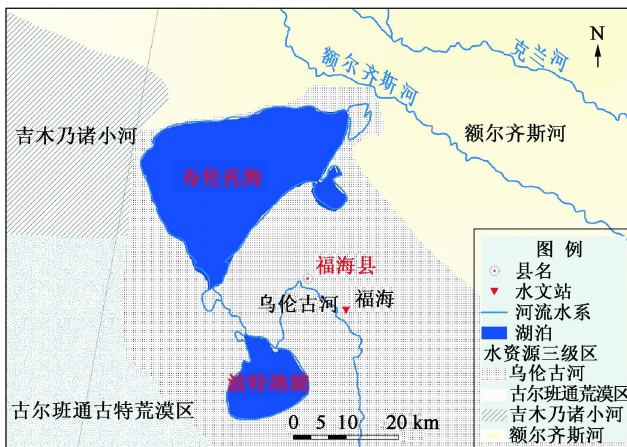 N
克兰河
额尔齐斯河
吉木乃诸小河
额尔齐斯河
布伦托海
福海县
乌伦古河
福海
波特港湖
古尔班通古特荒漠区
0 5 10 20 km
图 例
县名
水文站
河流水系
湖泊
水资源三级区
乌伦古河
古尔班通荒漠区
吉木乃诸小河
额尔齐斯河